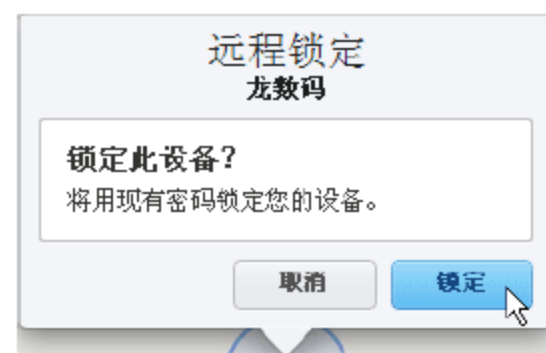 远程锁定
龙数码
锁定此设备？
将用现有密码锁定您的设备。
取消
锁定